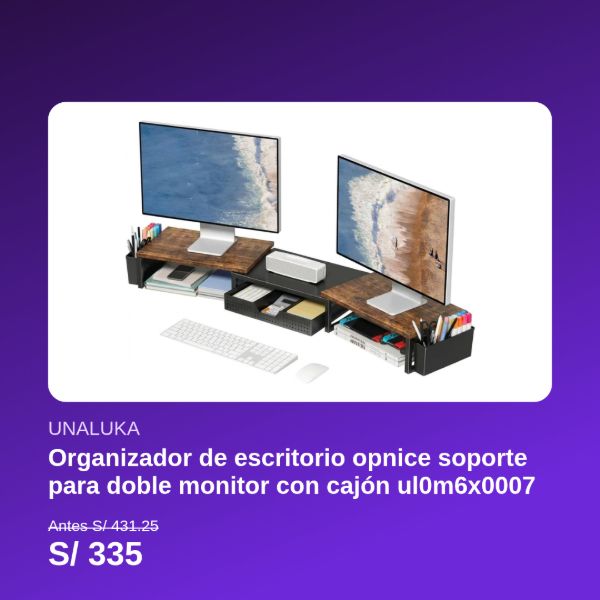 UNALUKA
Organizador de escritorio opnice soporte
para doble monitor con cajón ul0m6x0007
Antes S/ 431.25
S/ 335